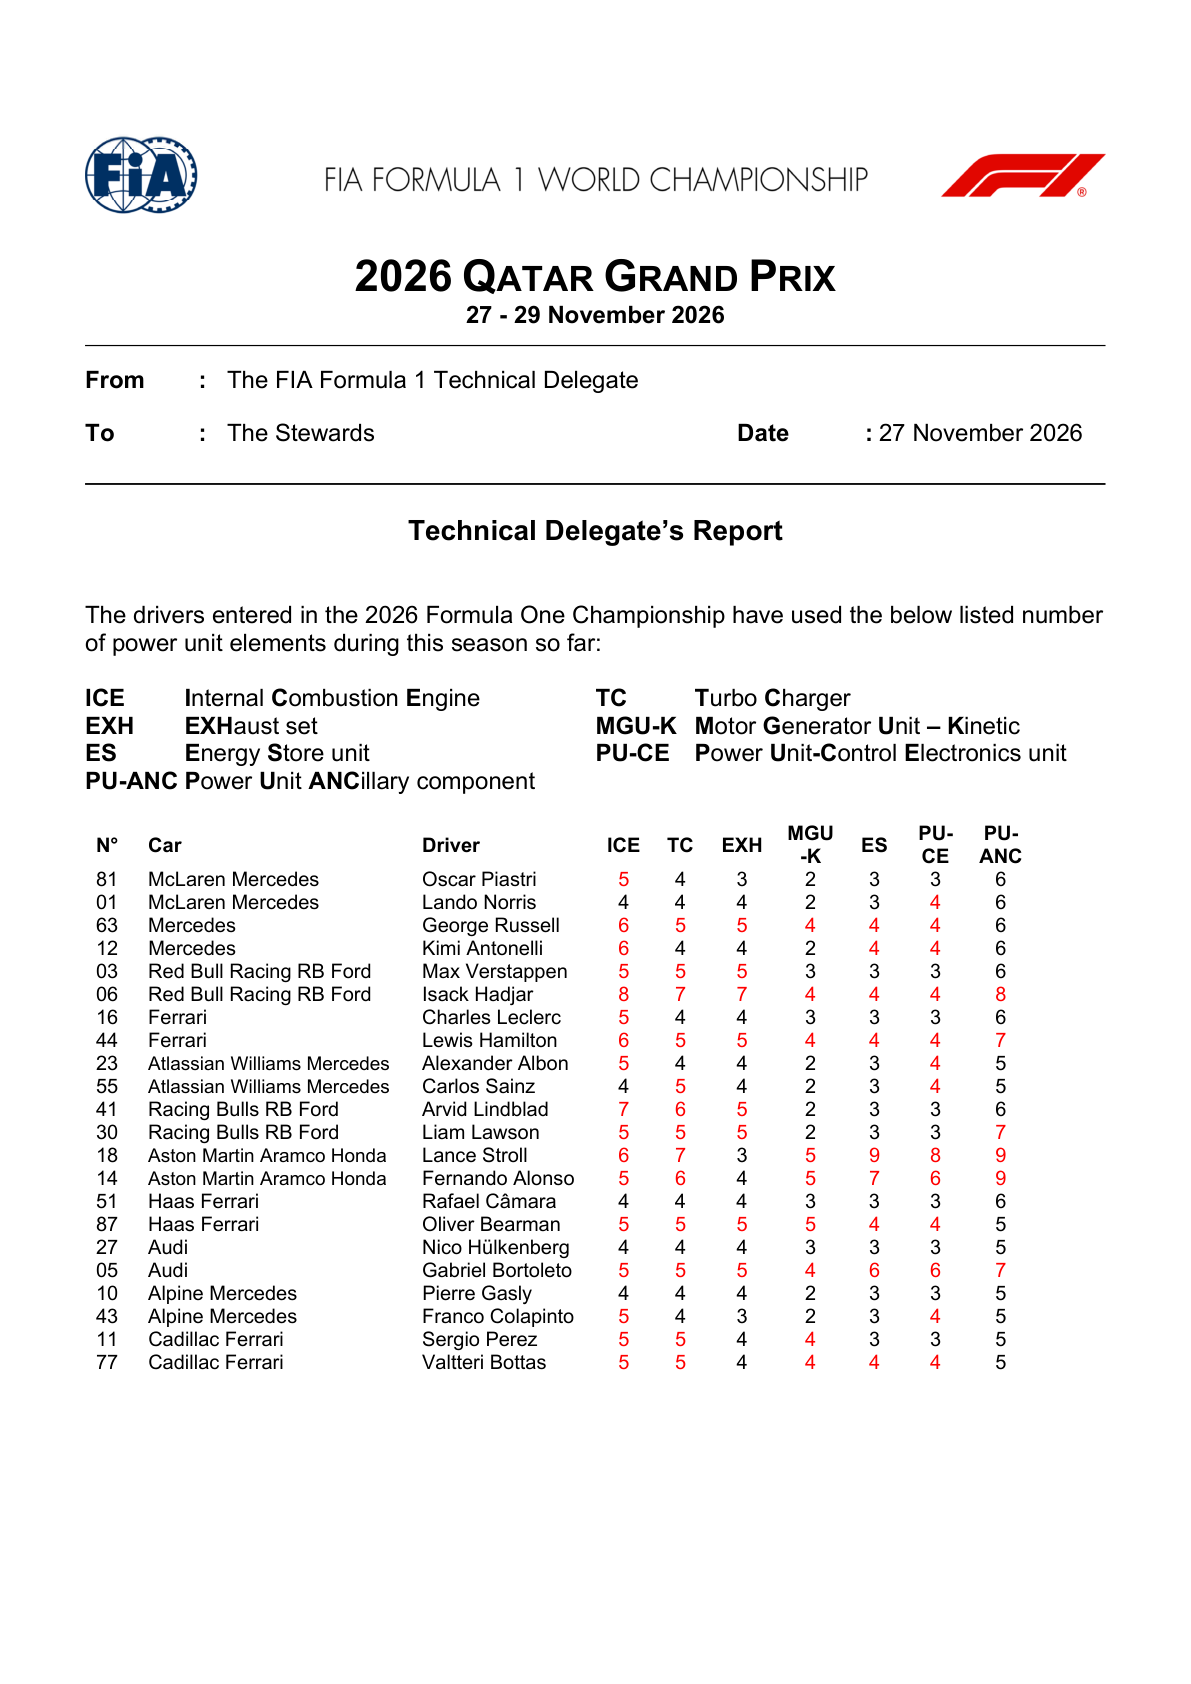 FiA
FIA FORMULA 1 WORLD CHAMPIONSHIP
F1®
2026 QATAR GRAND PRIX
27 - 29 November 2026
From : The FIA Formula 1 Technical Delegate
To : The Stewards Date : 27 November 2026
Technical Delegate’s Report
The drivers entered in the 2026 Formula One Championship have used the below listed number
of power unit elements during this season so far:
ICE Internal Combustion Engine TC Turbo Charger
EXH EXHaust set MGU-K Motor Generator Unit – Kinetic
ES Energy Store unit PU-CE Power Unit-Control Electronics unit
PU-ANC Power Unit ANCillary component
N° Car Driver ICE TC EXH MGU-K ES PU-CE PU-ANC
81 McLaren Mercedes Oscar Piastri 5 4 3 2 3 3 6
01 McLaren Mercedes Lando Norris 4 4 4 2 3 4 6
63 Mercedes George Russell 6 5 5 4 4 4 6
12 Mercedes Kimi Antonelli 6 4 4 2 4 4 6
03 Red Bull Racing RB Ford Max Verstappen 5 5 5 3 3 3 6
06 Red Bull Racing RB Ford Isack Hadjar 8 7 7 4 4 4 8
16 Ferrari Charles Leclerc 5 4 4 3 3 3 6
44 Ferrari Lewis Hamilton 6 5 5 4 4 4 7
23 Atlassian Williams Mercedes Alexander Albon 5 4 4 2 3 4 5
55 Atlassian Williams Mercedes Carlos Sainz 4 5 4 2 3 4 5
41 Racing Bulls RB Ford Arvid Lindblad 7 6 5 2 3 3 6
30 Racing Bulls RB Ford Liam Lawson 5 5 5 2 3 3 7
18 Aston Martin Aramco Honda Lance Stroll 6 7 3 5 9 8 9
14 Aston Martin Aramco Honda Fernando Alonso 5 6 4 5 7 6 9
51 Haas Ferrari Rafael Câmara 4 4 4 3 3 3 6
87 Haas Ferrari Oliver Bearman 5 5 5 5 4 4 5
27 Audi Nico Hülkenberg 4 4 4 3 3 3 5
05 Audi Gabriel Bortoleto 5 5 5 4 6 6 7
10 Alpine Mercedes Pierre Gasly 4 4 4 2 3 3 5
43 Alpine Mercedes Franco Colapinto 5 4 3 2 3 4 5
11 Cadillac Ferrari Sergio Perez 5 5 4 4 3 3 5
77 Cadillac Ferrari Valtteri Bottas 5 5 4 4 4 4 5